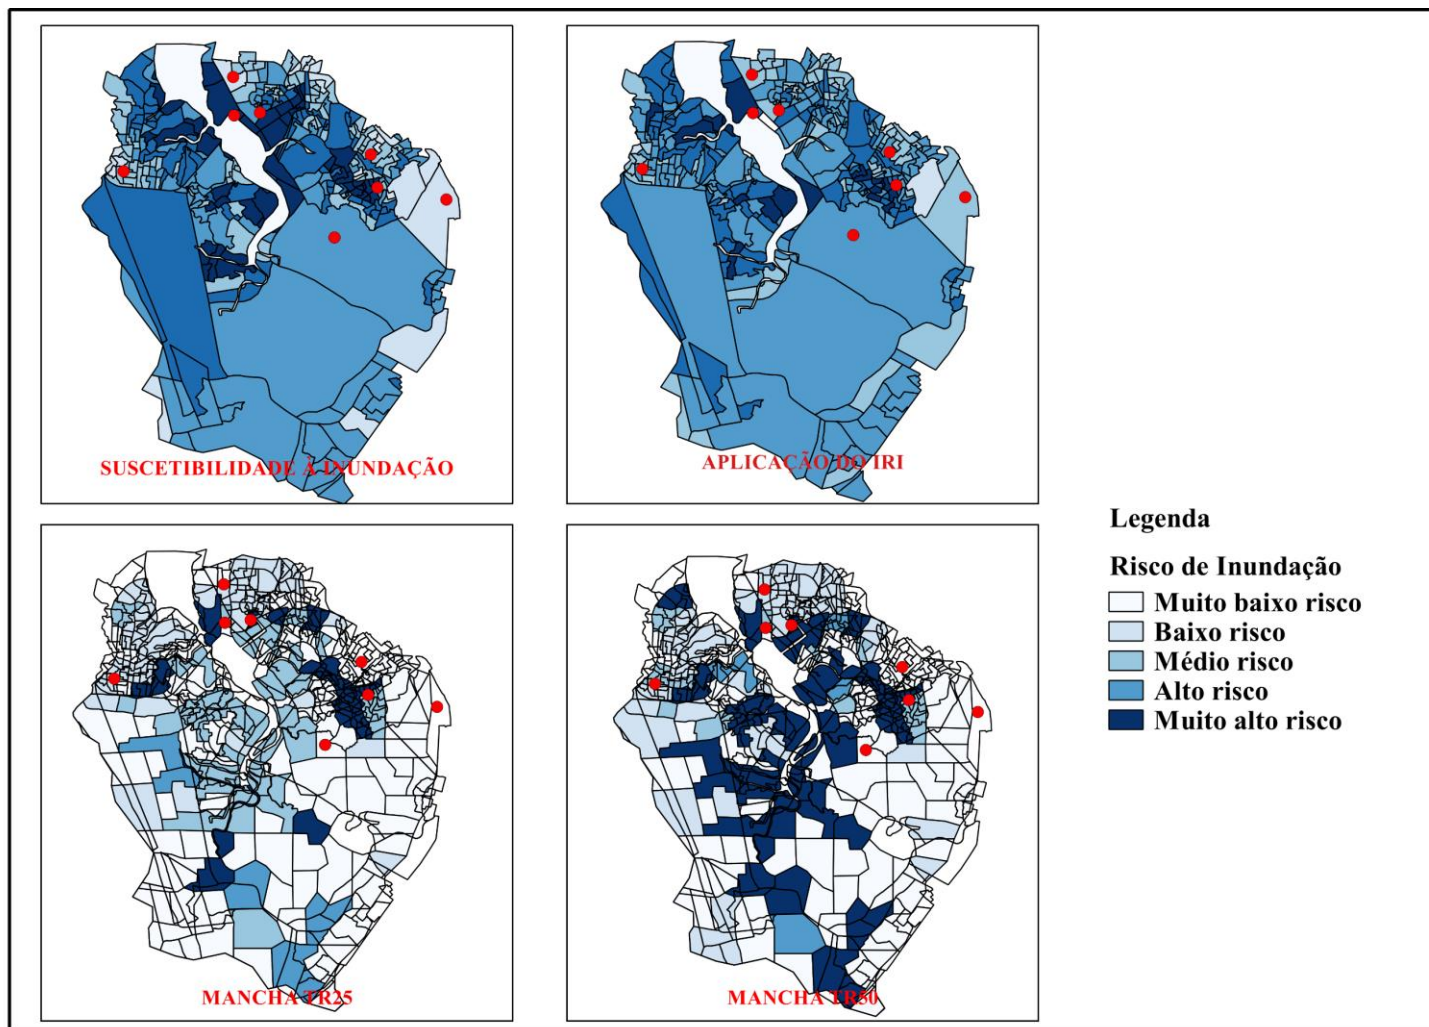 SUSCETIBILIDADE À INUNDAÇÃO
APLICAÇÃO DO IRI
MANCHA TR25
MANCHA TR50
Legenda
Risco de Inundação
Muito baixo risco
Baixo risco
Médio risco
Alto risco
Muito alto risco